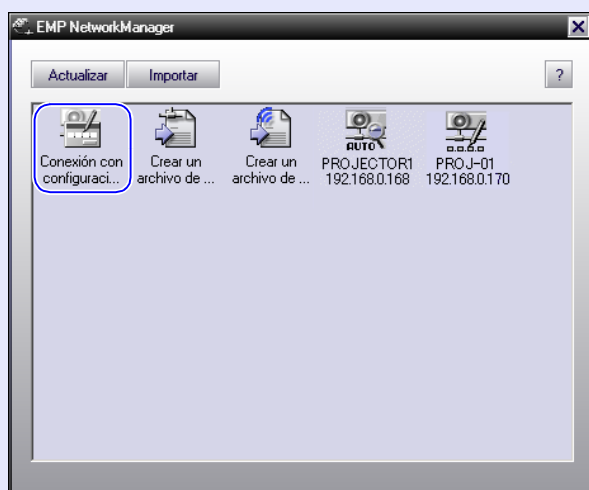 EMP NetworkManager
Actualizar Importar ?
Conexión con configuraci...
Crear un archivo de ...
Crear un archivo de ...
AUTO
PROJECTOR1
192.168.0.168
PROJ-01
192.168.0.170